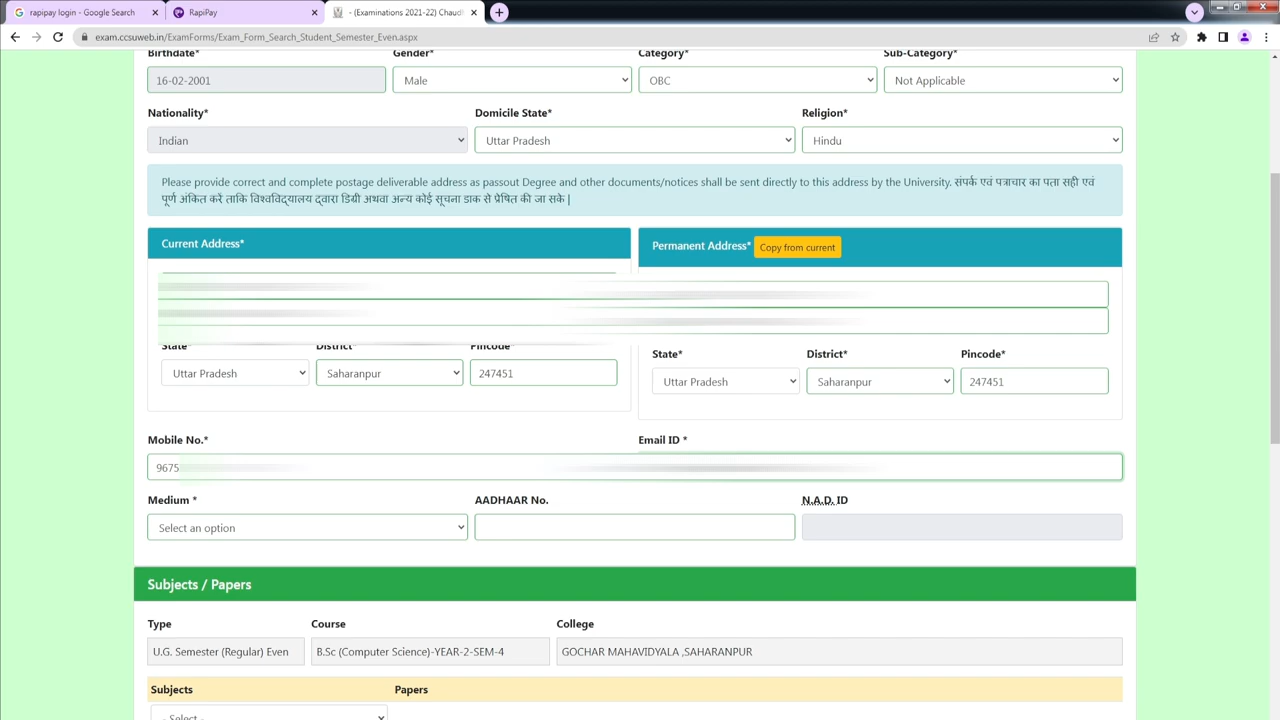 rapipay login - Google Search
RapiPay
- (Examinations 2021-22) Chaudh
exam.ccsuweb.in/ExamForms/Exam_Form_Search_Student_Semester_Even.aspx
Birthdate* Gender* Category* Sub-Category*
16-02-2001 Male OBC Not Applicable
Nationality* Domicile State* Religion*
Indian Uttar Pradesh Hindu
Please provide correct and complete postage deliverable address as passout Degree and other documents/notices shall be sent directly to this address by the University. संपर्क एवं पत्राचार का पता सही एवं
पूर्ण अंकित करें ताकि विश्वविद्यालय द्वारा डिग्री अथवा अन्य कोई सूचना डाक से प्रेषित की जा सके |
Current Address* Permanent Address* Copy from current
State* District* Pincode* State* District* Pincode*
Uttar Pradesh Saharanpur 247451 Uttar Pradesh Saharanpur 247451
Mobile No.* Email ID *
9675
Medium * AADHAAR No. N.A.D. ID
Select an option
Subjects / Papers
Type Course College
U.G. Semester (Regular) Even B.Sc (Computer Science)-YEAR-2-SEM-4 GOCHAR MAHAVIDYALA ,SAHARANPUR
Subjects Papers
- Select -